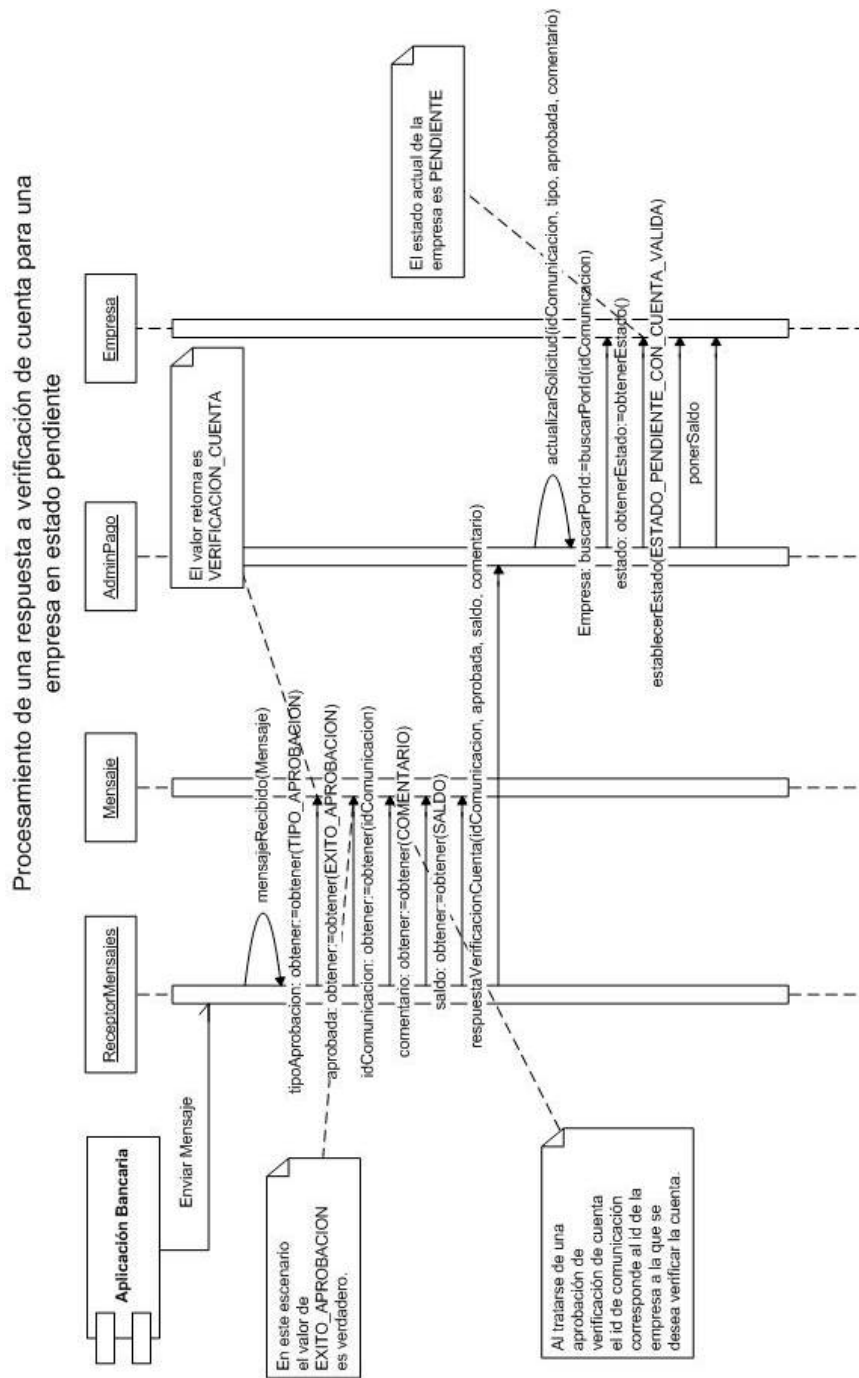 Procesamiento de una respuesta a verificación de cuenta para una
empresa en estado pendiente
Aplicación Bancaria
ReceptorMensajes
Mensaje
AdminPago
Empresa
Enviar Mensaje
mensajeRecibido(Mensaje)
El valor retorna es
VERIFICACION_CUENTA
tipoAprobacion: obtener:=obtener(TIPO_APROBACION)
aprobada: obtener:=obtener(EXITO_APROBACION)
idComunicacion: obtener:=obtener(idComunicacion)
comentario: obtener:=obtener(COMENTARIO)
saldo: obtener:=obtener(SALDO)
respuestaVerificacionCuenta(idComunicacion, aprobada, saldo, comentario)
En este escenario
el valor de
EXITO_APROBACION
es verdadero.
Al tratarse de una
aprobación de
verificación de cuenta
el id de comunicación
corresponde al id de la
empresa a la que se
desea verificar la cuenta.
El estado actual de la
empresa es PENDIENTE
actualizarSolicitud(idComunicacion, tipo, aprobada, comentario)
Empresa: buscarPorId:=buscarPorId(idComunicacion)
estado: obtenerEstado:=obtenerEstado()
establecerEstado(ESTADO_PENDIENTE_CON_CUENTA_VALIDA)
ponerSaldo